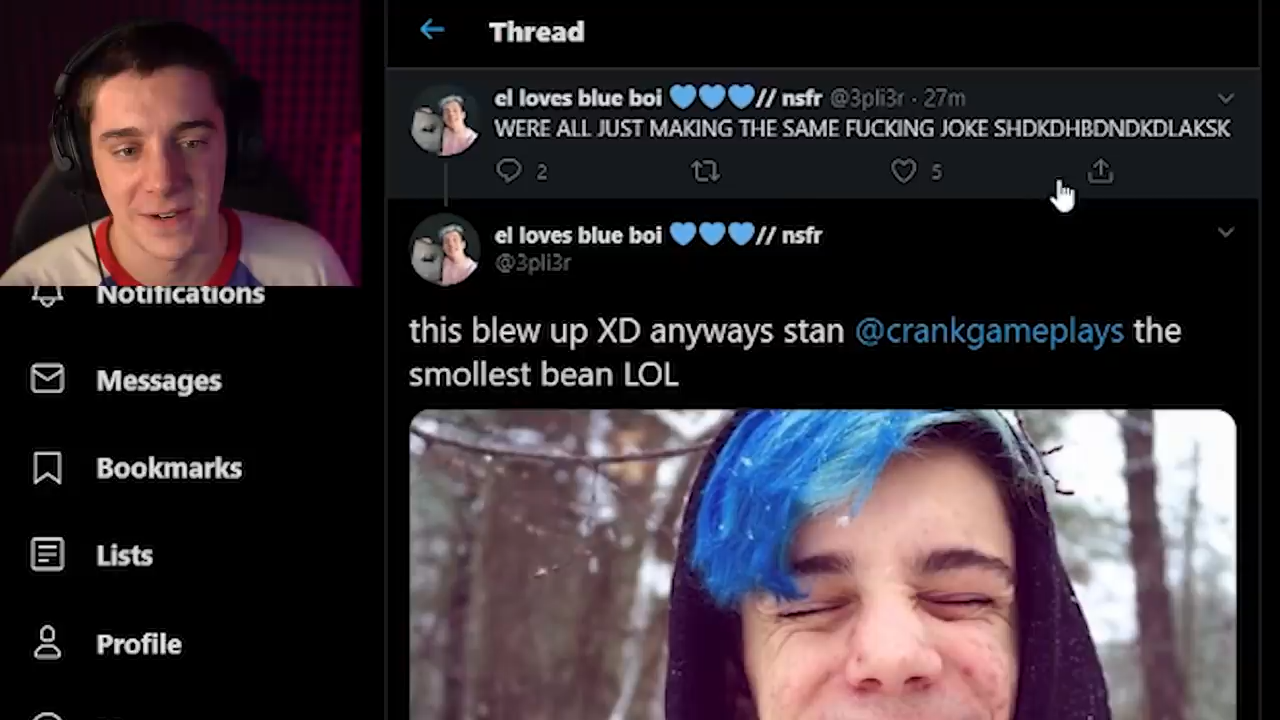 Thread
el loves blue boi 💙💙💙// nsfr @3pli3r · 27m
WERE ALL JUST MAKING THE SAME FUCKING JOKE SHDKDHBDNDKDLAKSK
2 5
el loves blue boi 💙💙💙// nsfr
@3pli3r
this blew up XD anyways stan @crankgameplays the
smollest bean LOL
Notifications
Messages
Bookmarks
Lists
Profile